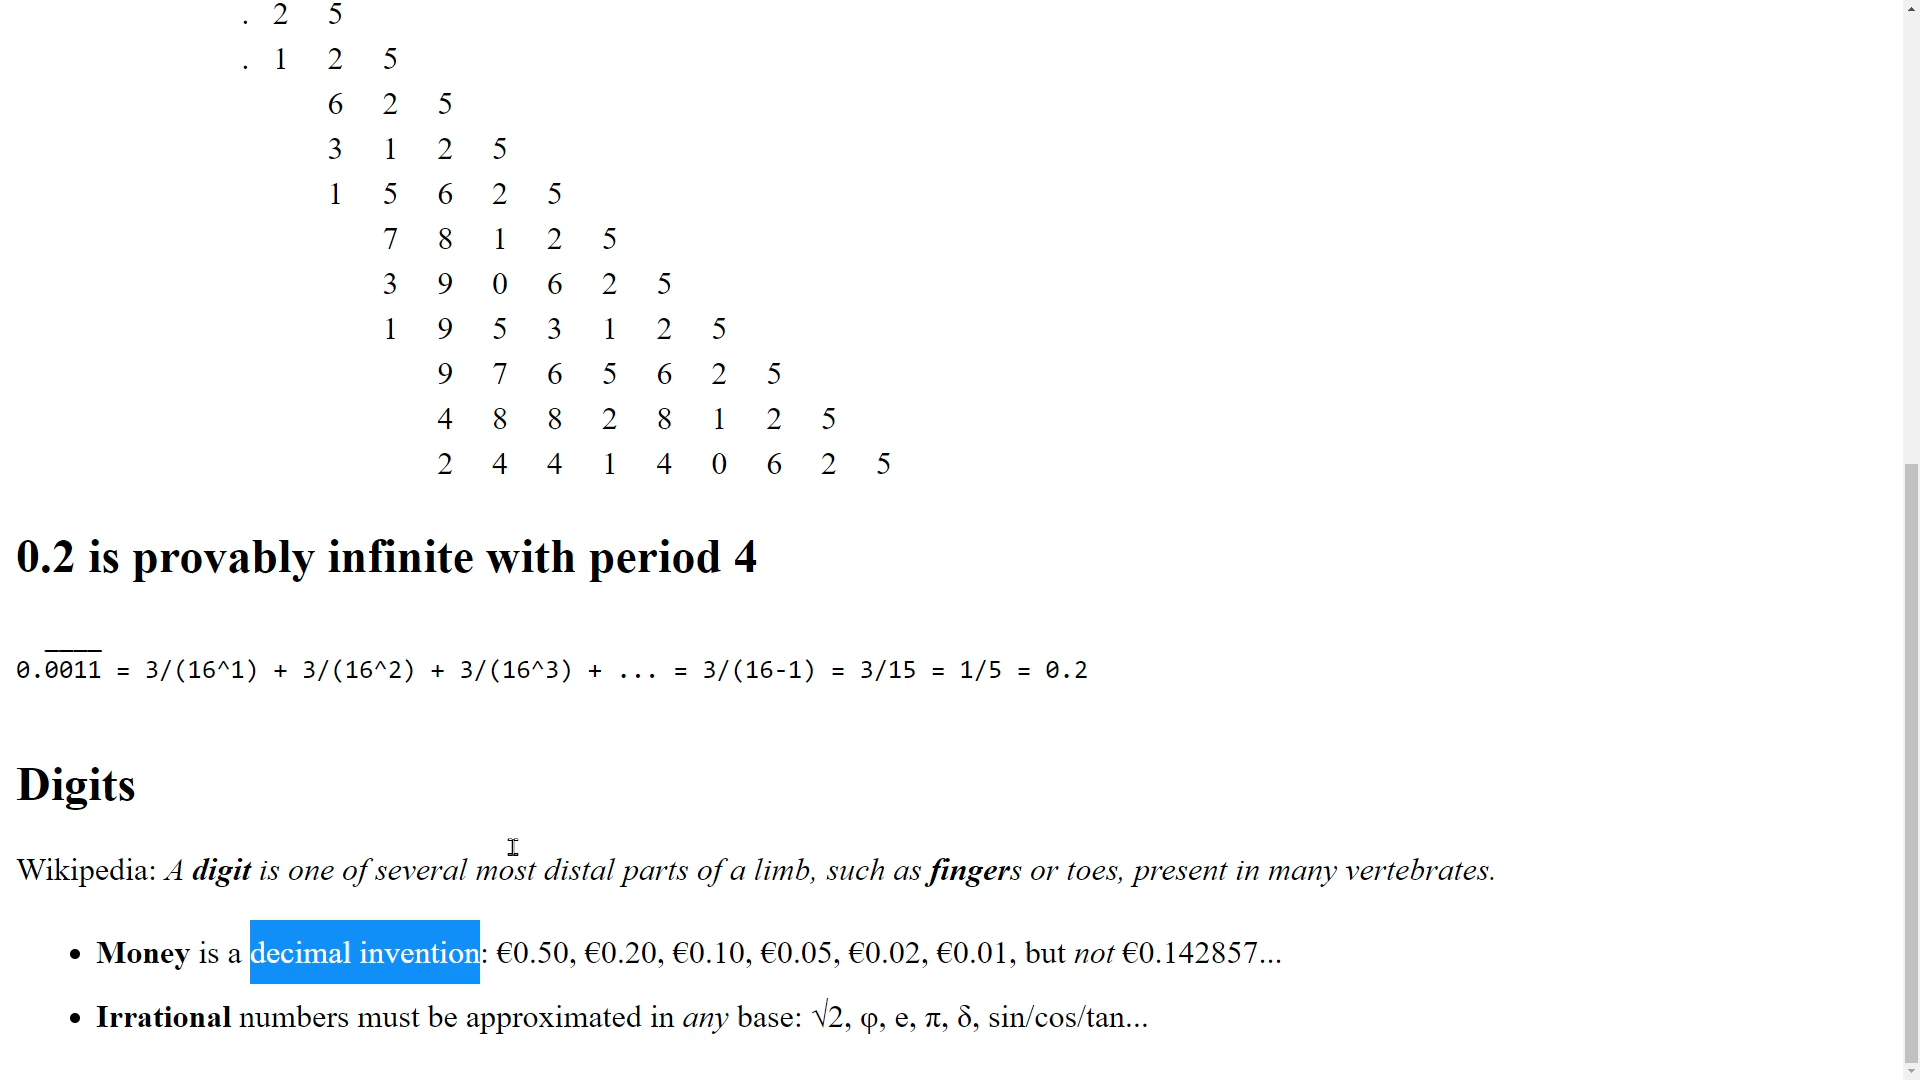 . 2 5
. 1 2 5
6 2 5
3 1 2 5
1 5 6 2 5
7 8 1 2 5
3 9 0 6 2 5
1 9 5 3 1 2 5
9 7 6 5 6 2 5
4 8 8 2 8 1 2 5
2 4 4 1 4 0 6 2 5
0.2 is provably infinite with period 4
____
0.0011 = 3/(16^1) + 3/(16^2) + 3/(16^3) + ... = 3/(16-1) = 3/15 = 1/5 = 0.2
Digits
Wikipedia: A digit is one of several most distal parts of a limb, such as fingers or toes, present in many vertebrates.
• Money is a decimal invention: €0.50, €0.20, €0.10, €0.05, €0.02, €0.01, but not €0.142857...
• Irrational numbers must be approximated in any base: √2, φ, e, π, δ, sin/cos/tan...